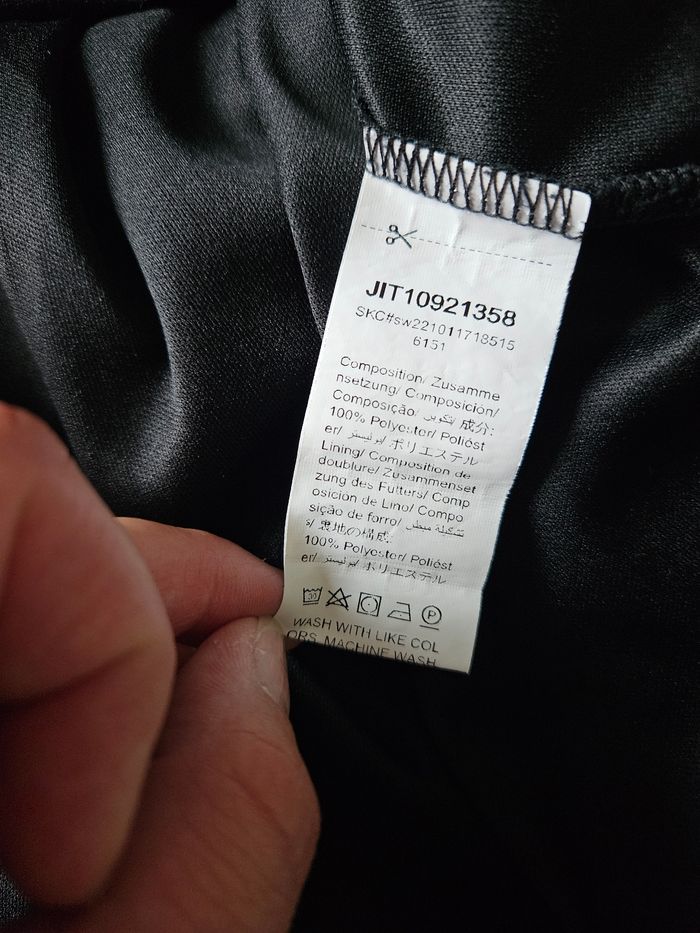 JIT10921358
SKC#sw221011718515
6151
Composition/ Zusamme
nsetzung/ Composición/
Composição/ تكوين/ 成分:
100% Polyester/ Poliést
er/ بوليستر/ ポリエステル
Lining/ Composition de
doublure/ Zusammenset
zung des Futters/ Comp
osición de Lino/ Compo
sição de forro/ تشكيلة مبطن
s/ 裏地の構成:
100% Polyester/ Poliést
er/ بوليستر/ ポリエステル
30 P
WASH WITH LIKE COL
ORS. MACHINE WASH